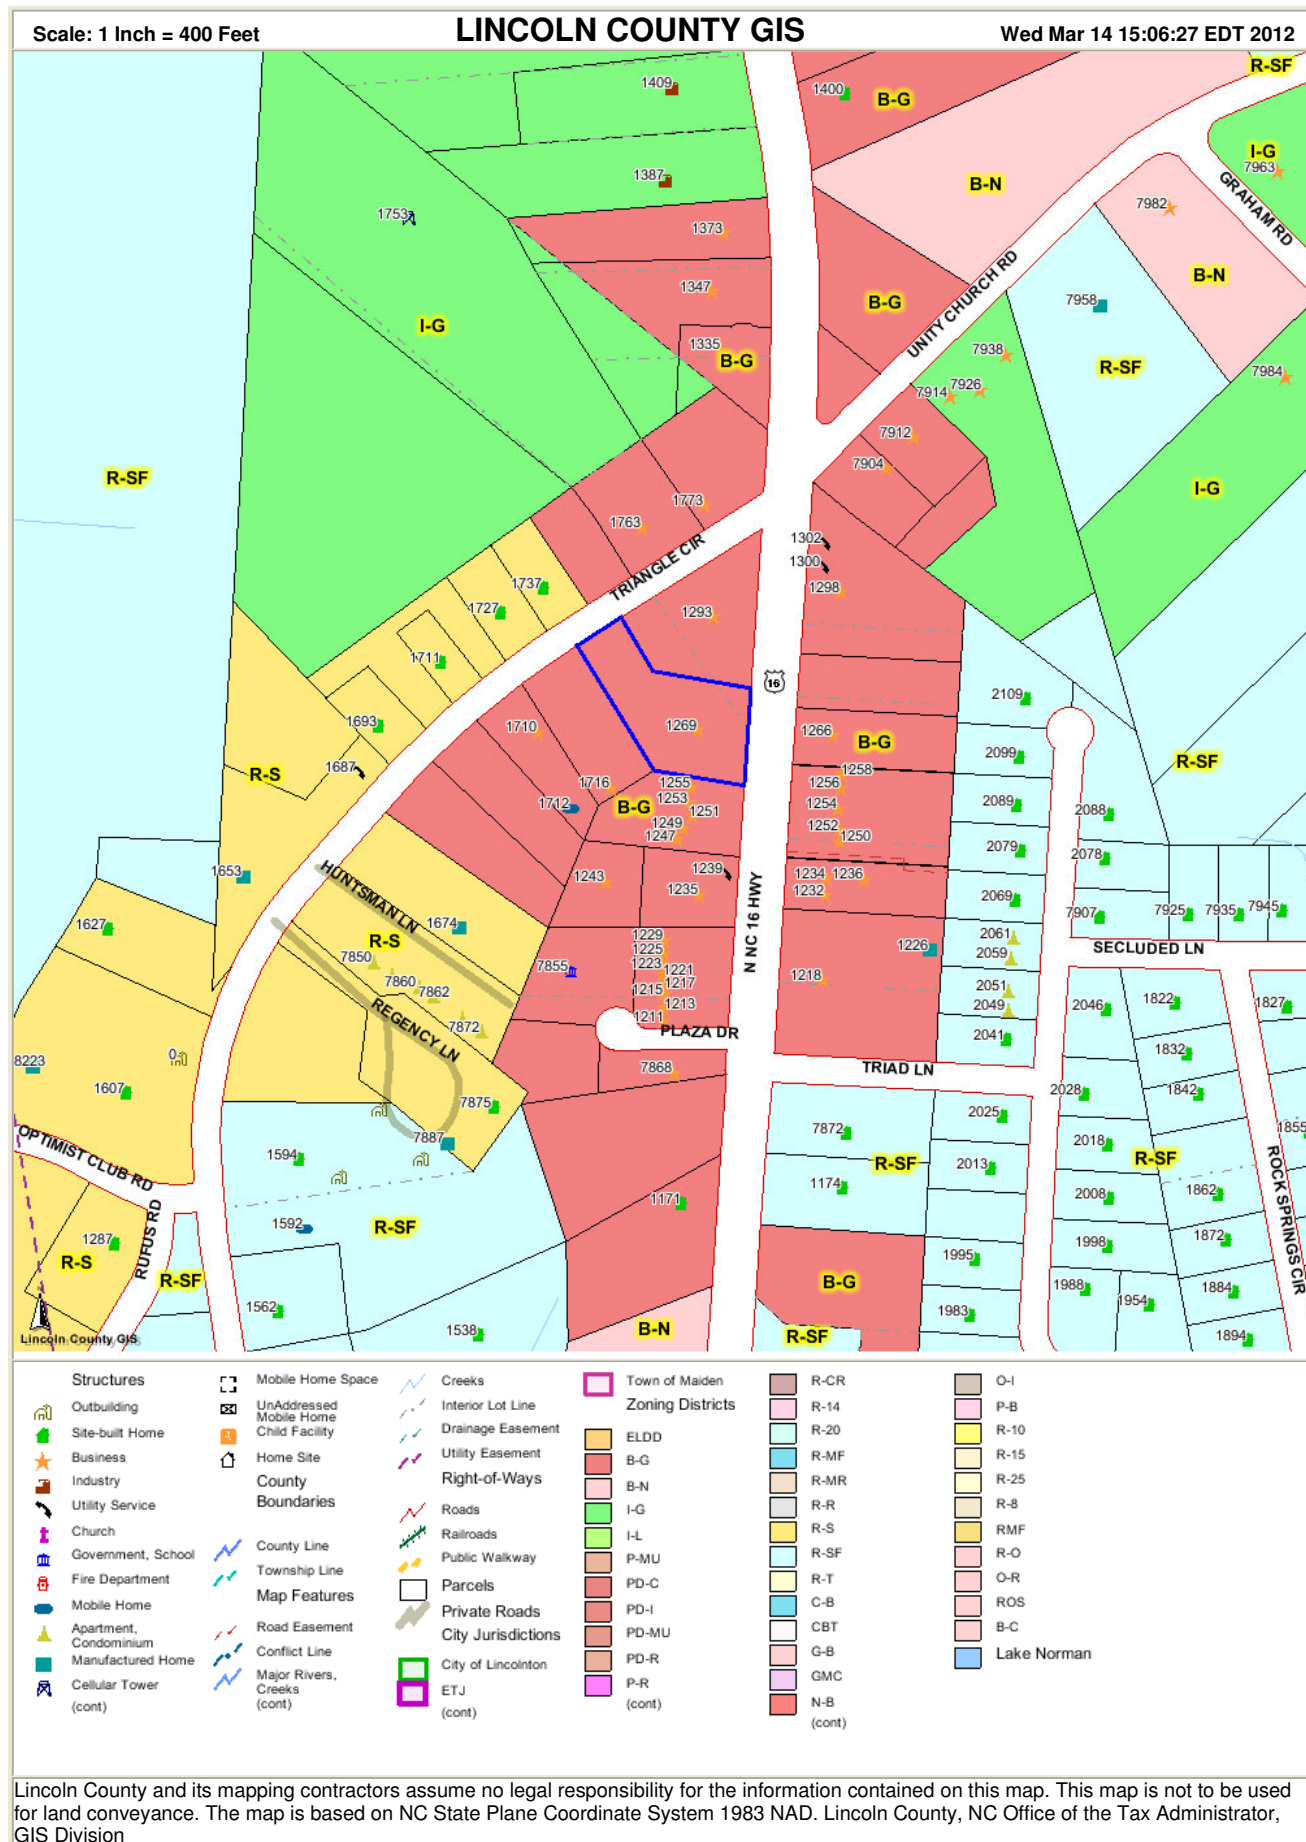 Scale: 1 Inch = 400 Feet LINCOLN COUNTY GIS Wed Mar 14 15:06:27 EDT 2012
R-SF
1409
1400
B-G
I-G
7963
1387
B-N
GRAHAM RD
7982
1753
1373
UNITY CHURCH RD
B-N
1347
B-G
7958
I-G
1335
B-G
7938
R-SF
7984
7914
7926
7912
7904
R-SF
I-G
1773
1763
1302
TRIANGLE CIR
1300
1737
1298
1727
1293
1711
16
2109
1693
1710
1269
1266
B-G
2099
R-SF
1687
R-S
1258
1716
1255
1256
1712
B-G
1253
1254
2089
2088
1251
1249
1252
1247
1250
2079
2078
HUNTSMAN LN
1653
1243
1239
1234
1236
1235
1232
2069
N NC 16 HWY
7907
7925
7935
7945
1627
1674
1229
2061
R-S
1225
1226
2059
SECLUDED LN
7850
7855
1223
1221
1218
7860
1217
2051
7862
1215
2049
2046
1822
1827
1213
REGENCY LN
1211
7872
PLAZA DR
2041
0
1832
8223
7868
TRIAD LN
1607
2028
1842
7875
2025
OPTIMIST CLUB RD
7887
7872
2018
1855
1594
R-SF
2013
R-SF
1174
1171
2008
1862
ROCK SPRINGS CIR
1592
R-SF
RUFUS RD
1287
1998
1872
R-S
1995
R-SF
B-G
1988
1884
1562
1954
1983
1538
B-N
R-SF
1894
Lincoln County GIS
Structures
Outbuilding
Site-built Home
Business
Industry
Utility Service
Church
Government, School
Fire Department
Mobile Home
Apartment,
Condominium
Manufactured Home
Cellular Tower
(cont)
Mobile Home Space
UnAddressed
Mobile Home
Child Facility
Home Site
County
Boundaries
County Line
Township Line
Map Features
Road Easement
Conflict Line
Major Rivers,
Creeks
(cont)
Creeks
Interior Lot Line
Drainage Easement
Utility Easement
Right-of-Ways
Roads
Railroads
Public Walkway
Parcels
Private Roads
City Jurisdictions
City of Lincolnton
ETJ
(cont)
Town of Maiden
Zoning Districts
ELDD
B-G
B-N
I-G
I-L
P-MU
PD-C
PD-I
PD-MU
PD-R
P-R
(cont)
R-CR
R-14
R-20
R-MF
R-MR
R-R
R-S
R-SF
R-T
C-B
CBT
G-B
GMC
N-B
(cont)
O-I
P-B
R-10
R-15
R-25
R-8
RMF
R-O
O-R
ROS
B-C
Lake Norman
Lincoln County and its mapping contractors assume no legal responsibility for the information contained on this map. This map is not to be used
for land conveyance. The map is based on NC State Plane Coordinate System 1983 NAD. Lincoln County, NC Office of the Tax Administrator,
GIS Division